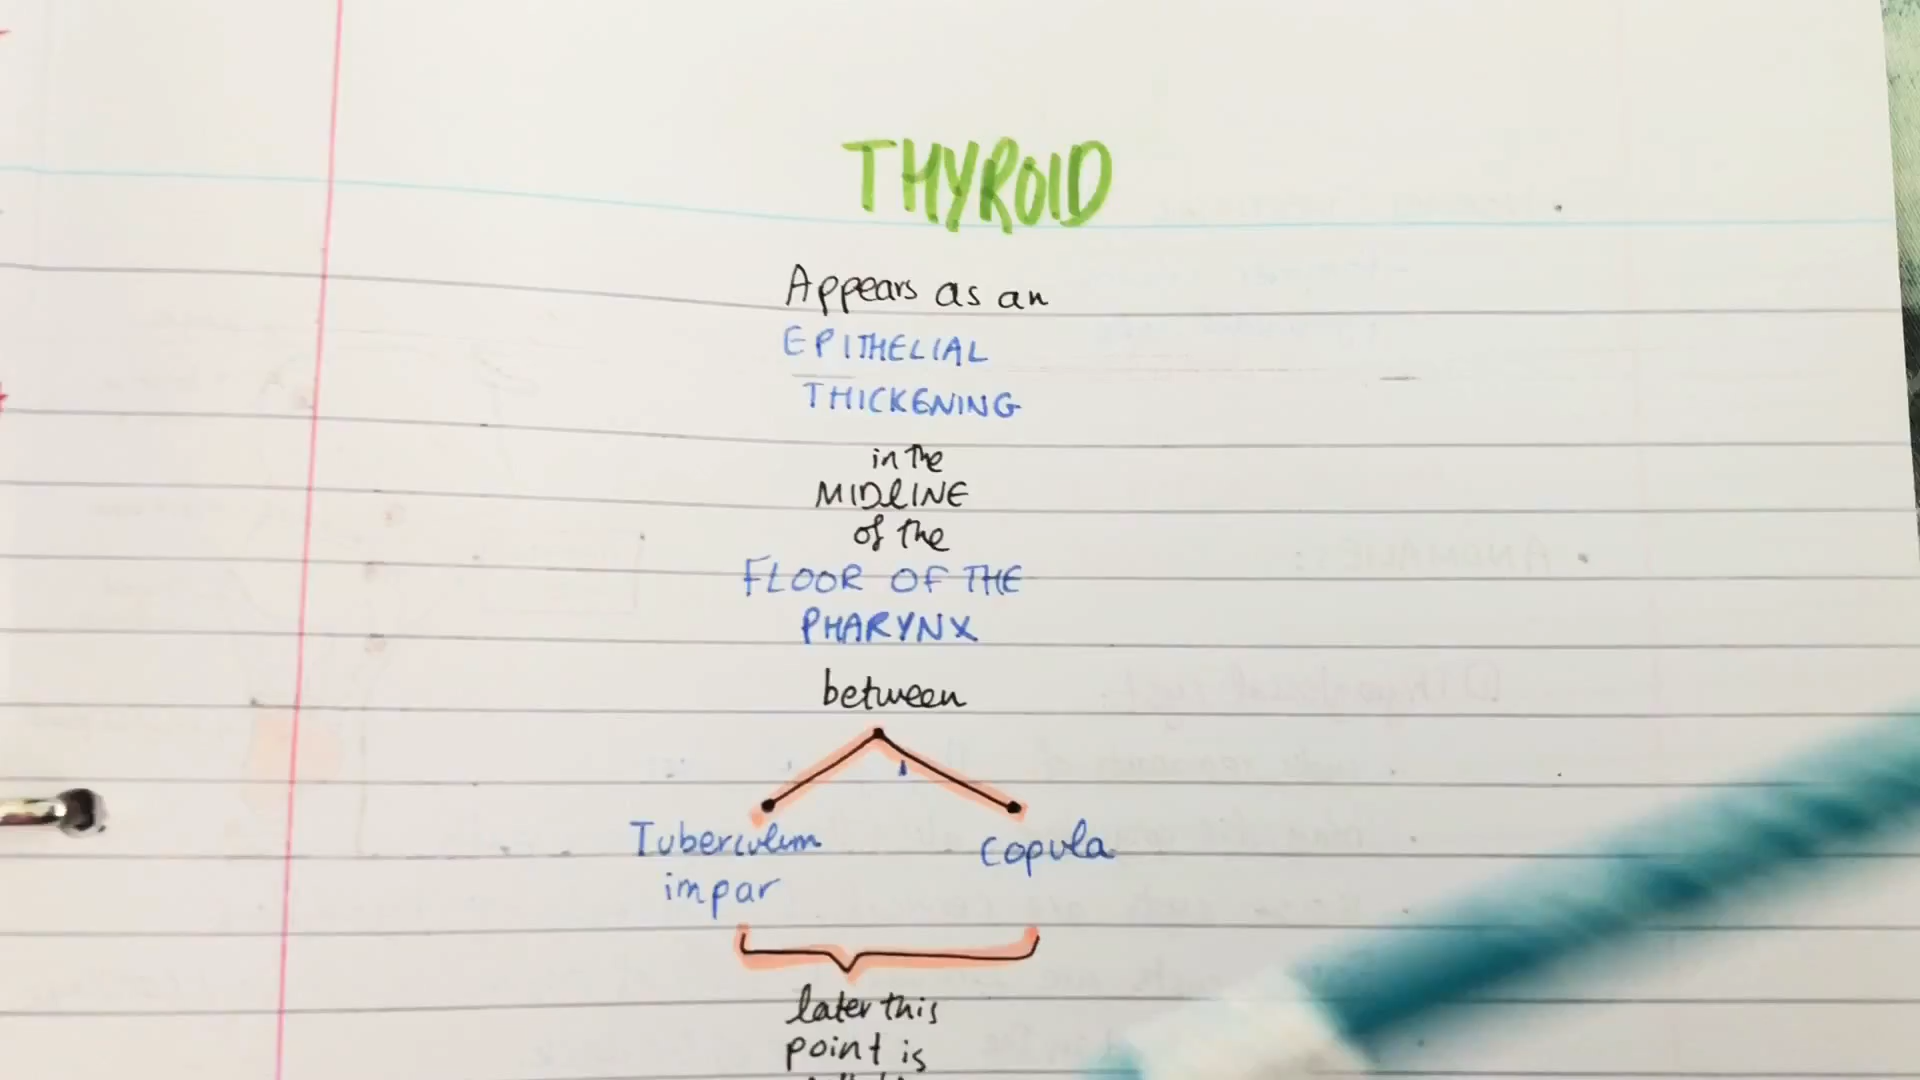 THYROID
Appears as an
EPITHELIAL
THICKENING
in the
MIDLINE
of the
FLOOR OF THE
PHARYNX
between
Tuberculum copula
impar
later this
point is